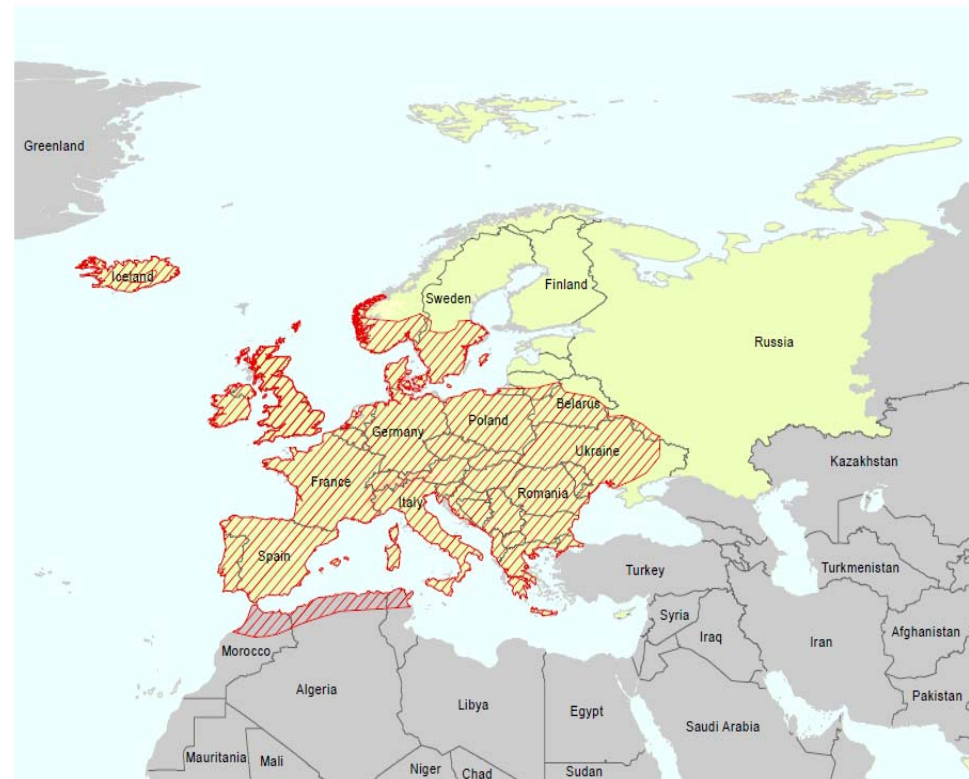 Greenland
Iceland
Sweden
Finland
Russia
Belarus
Poland
Germany
Ukraine
Kazakhstan
France
Romania
Italy
Spain
Turkey
Turkmenistan
Syria
Iraq
Iran
Afghanistan
Morocco
Pakistan
Algeria
Libya
Egypt
Saudi Arabia
Mauritania
Mali
Niger
Chad
Sudan